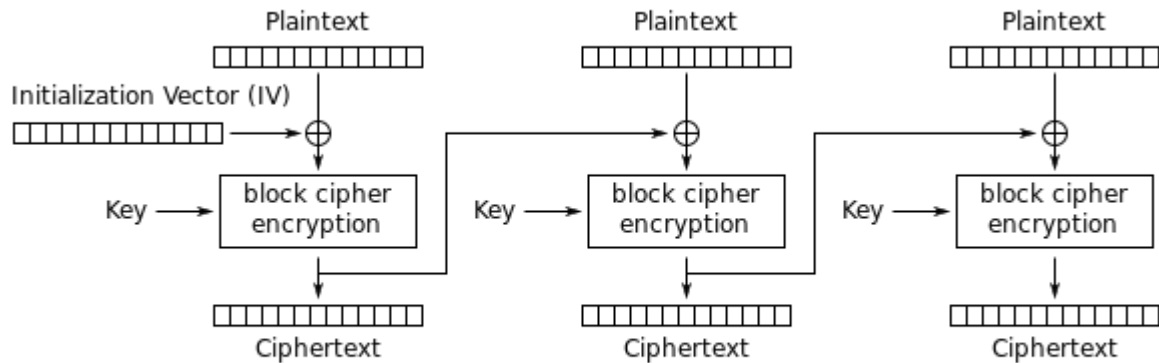 Plaintext Plaintext Plaintext
Initialization Vector (IV)
Key block cipher encryption Key block cipher encryption Key block cipher encryption
Ciphertext Ciphertext Ciphertext